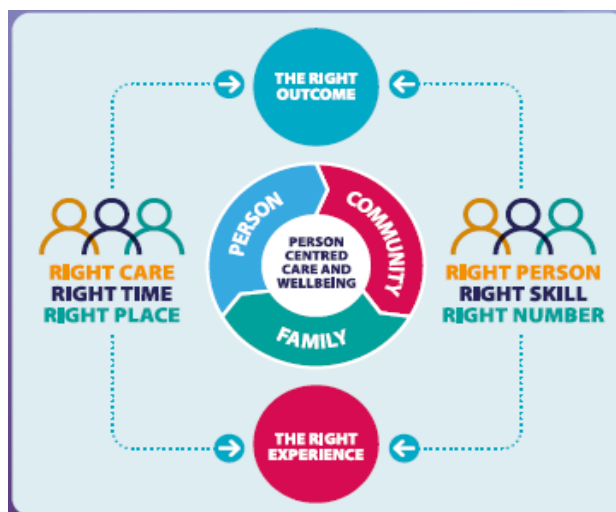 THE RIGHT
OUTCOME
PERSON
COMMUNITY
FAMILY
PERSON
CENTRED
CARE AND
WELLBEING
RIGHT CARE
RIGHT TIME
RIGHT PLACE
RIGHT PERSON
RIGHT SKILL
RIGHT NUMBER
THE RIGHT
EXPERIENCE